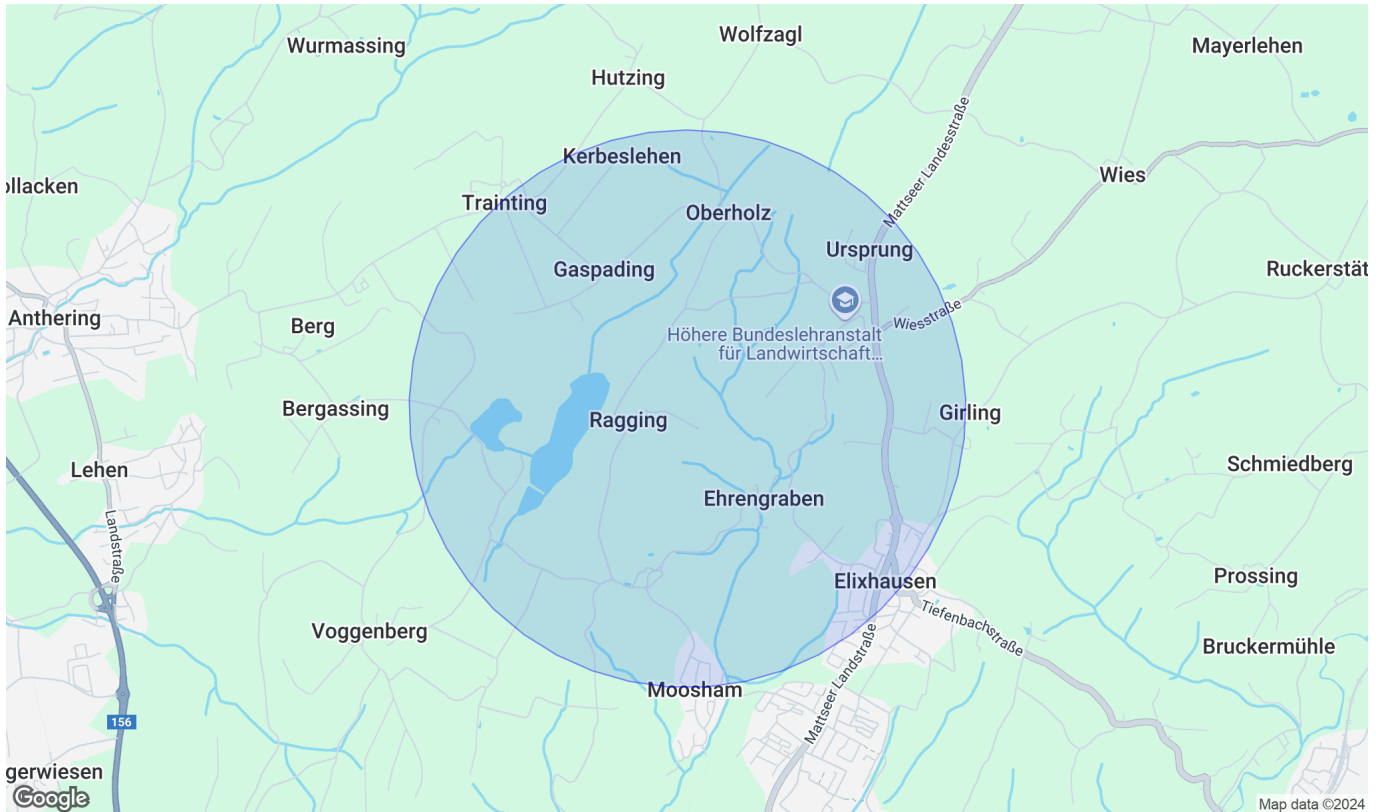 Wolfzagl
Wurmassing
Mayerlehen
Hutzing
Kerbeslehen
Wies
ollacken
Trainting
Oberholz
Mattseer Landesstraße
Ursprung
Gaspading
Ruckerstät
Anthering
Berg
Wiesstraße
Höhere Bundeslehranstalt
für Landwirtschaft...
Bergassing
Ragging
Girling
Lehen
Schmiedberg
Ehrengraben
Landstraße
Elixhausen
Prossing
Tiefenbachstraße
Voggenberg
Bruckermühle
Moosham
Mattseer Landstraße
156
gerwiesen
Google
Map data ©2024